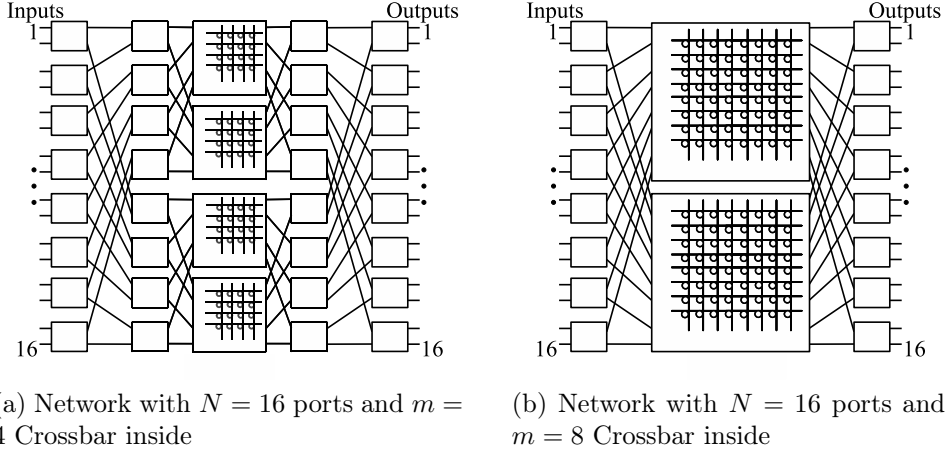 Inputs Outputs
1 1
16 16
(a) Network with N = 16 ports and m =
4 Crossbar inside
Inputs Outputs
1 1
16 16
(b) Network with N = 16 ports and
m = 8 Crossbar inside